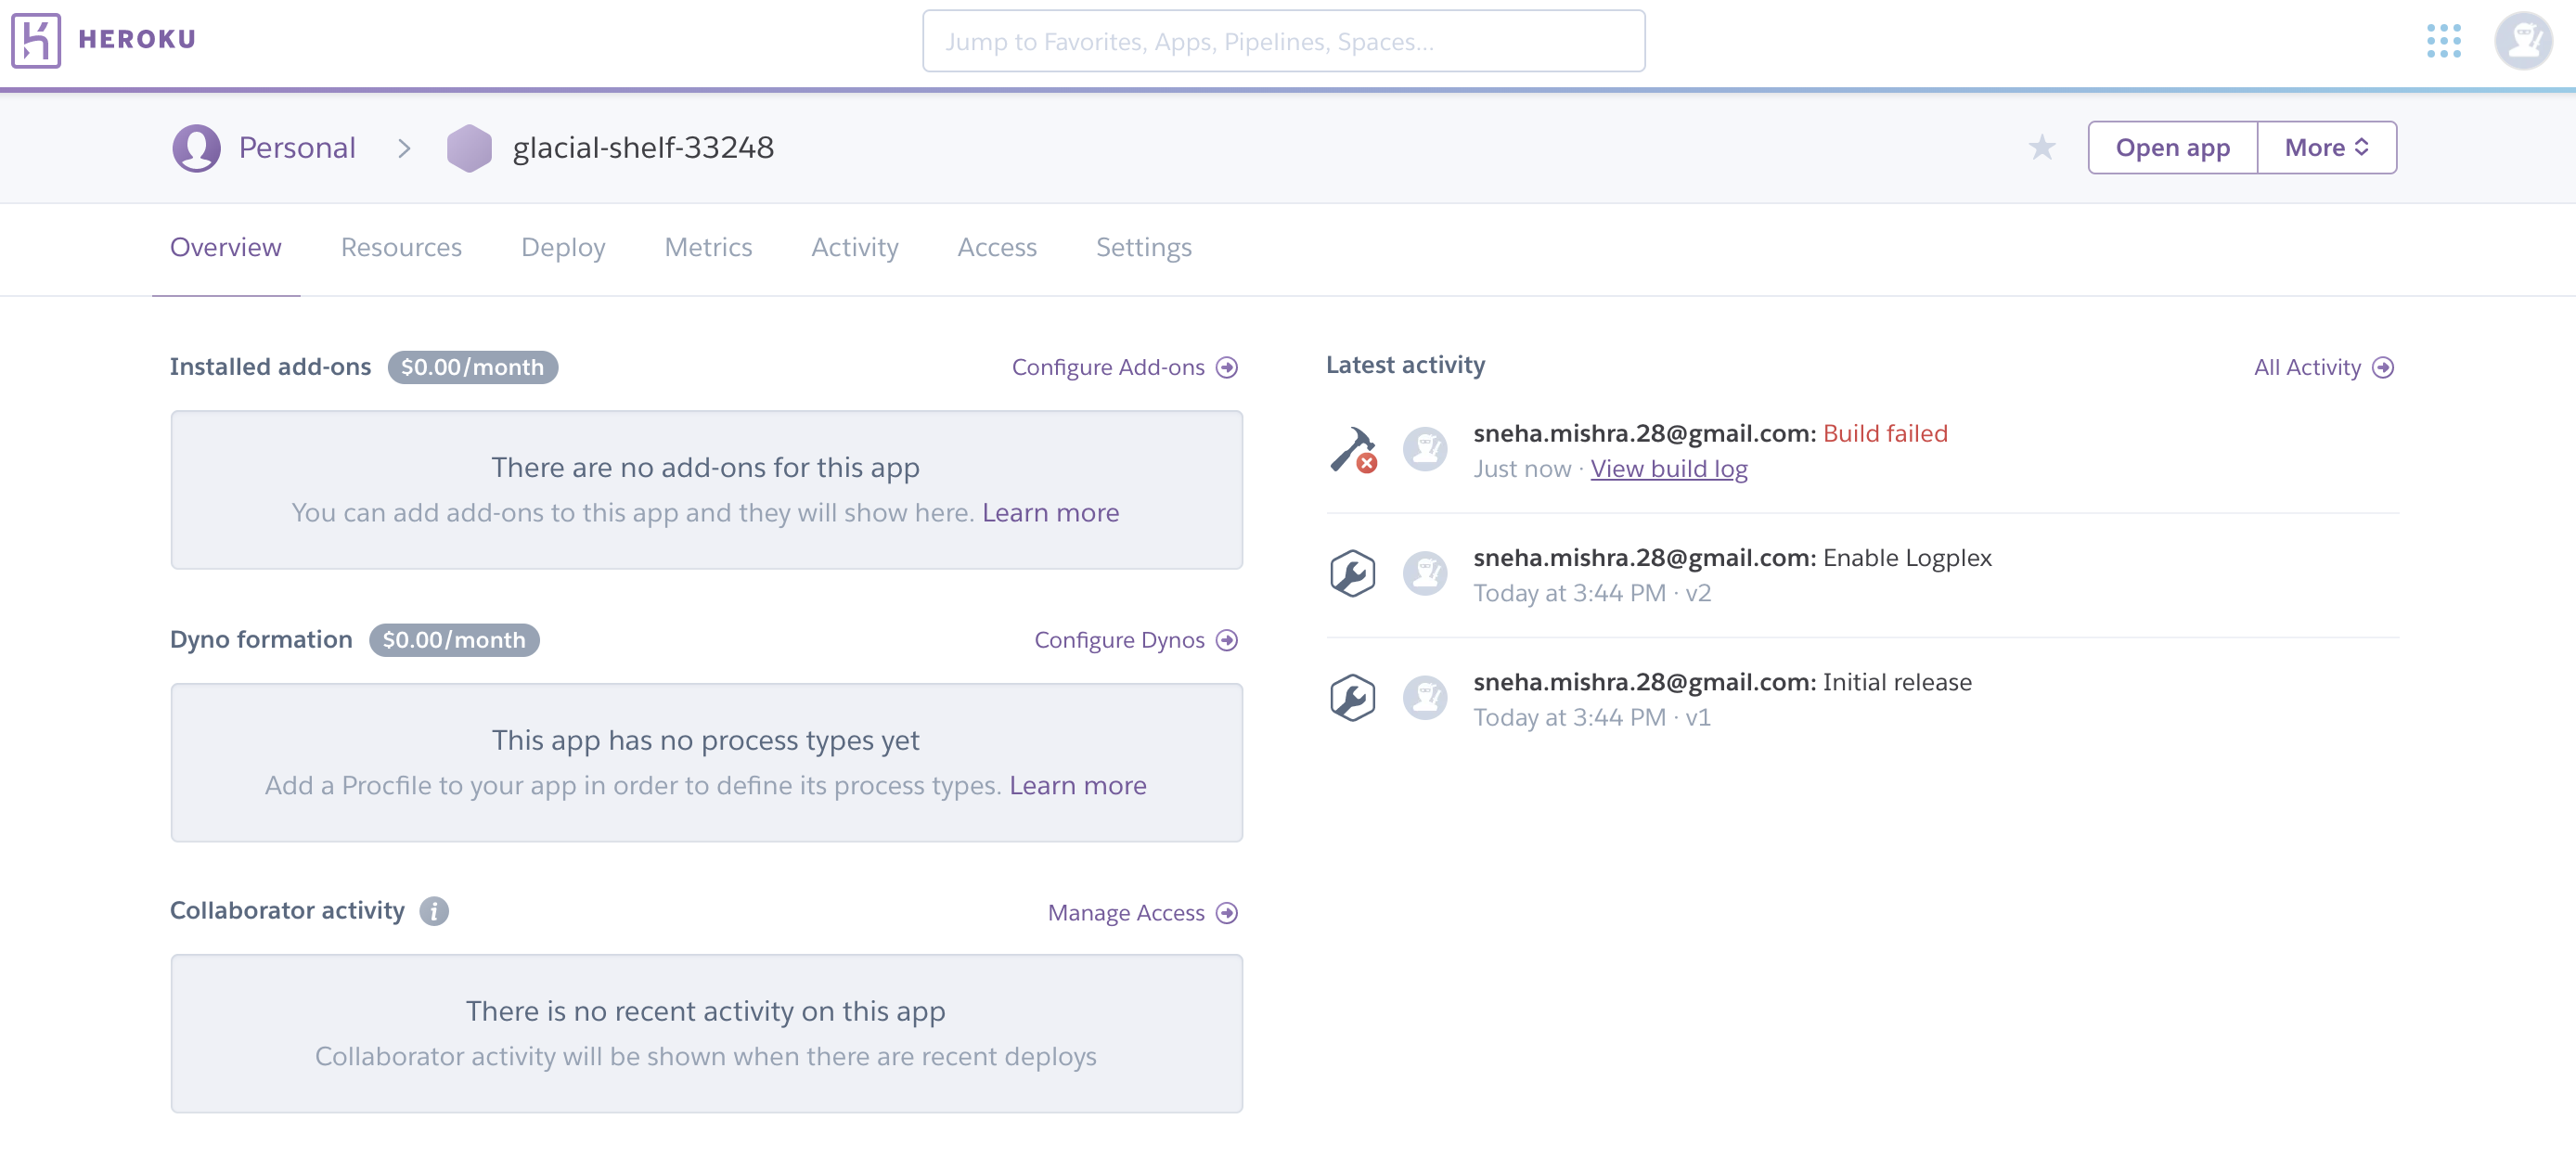 HEROKU
Jump to Favorites, Apps, Pipelines, Spaces...
Personal > glacial-shelf-33248
Open app
More
Overview Resources Deploy Metrics Activity Access Settings
Installed add-ons $0.00/month
Configure Add-ons
There are no add-ons for this app
You can add add-ons to this app and they will show here. Learn more
Dyno formation $0.00/month
Configure Dynos
This app has no process types yet
Add a Procfile to your app in order to define its process types. Learn more
Collaborator activity i
Manage Access
There is no recent activity on this app
Collaborator activity will be shown when there are recent deploys
Latest activity
All Activity
sneha.mishra.28@gmail.com: Build failed
Just now · View build log
sneha.mishra.28@gmail.com: Enable Logplex
Today at 3:44 PM · v2
sneha.mishra.28@gmail.com: Initial release
Today at 3:44 PM · v1